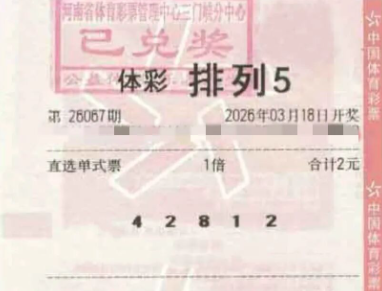 河南省体育彩票管理中心三门峡分中心
已兑奖
体彩 排列5
第 26067期 2026年03月18日开奖
直选单式票 1倍 合计2元
4 2 8 1 2
中国体育彩票
中国体育彩票